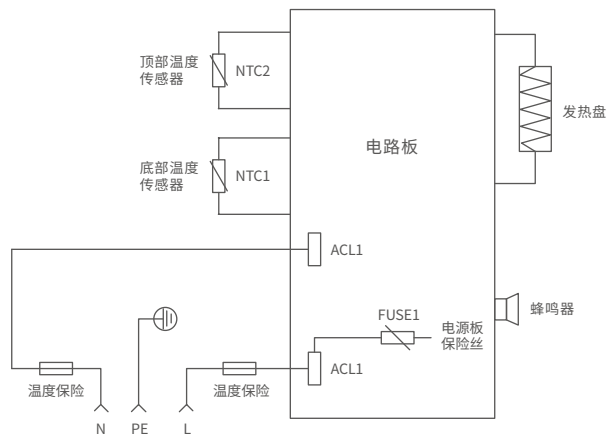 顶部温度
传感器
NTC2
发热盘
电路板
底部温度
传感器
NTC1
ACL1
FUSE1
蜂鸣器
电源板
保险丝
ACL1
温度保险
温度保险
N
PE
L